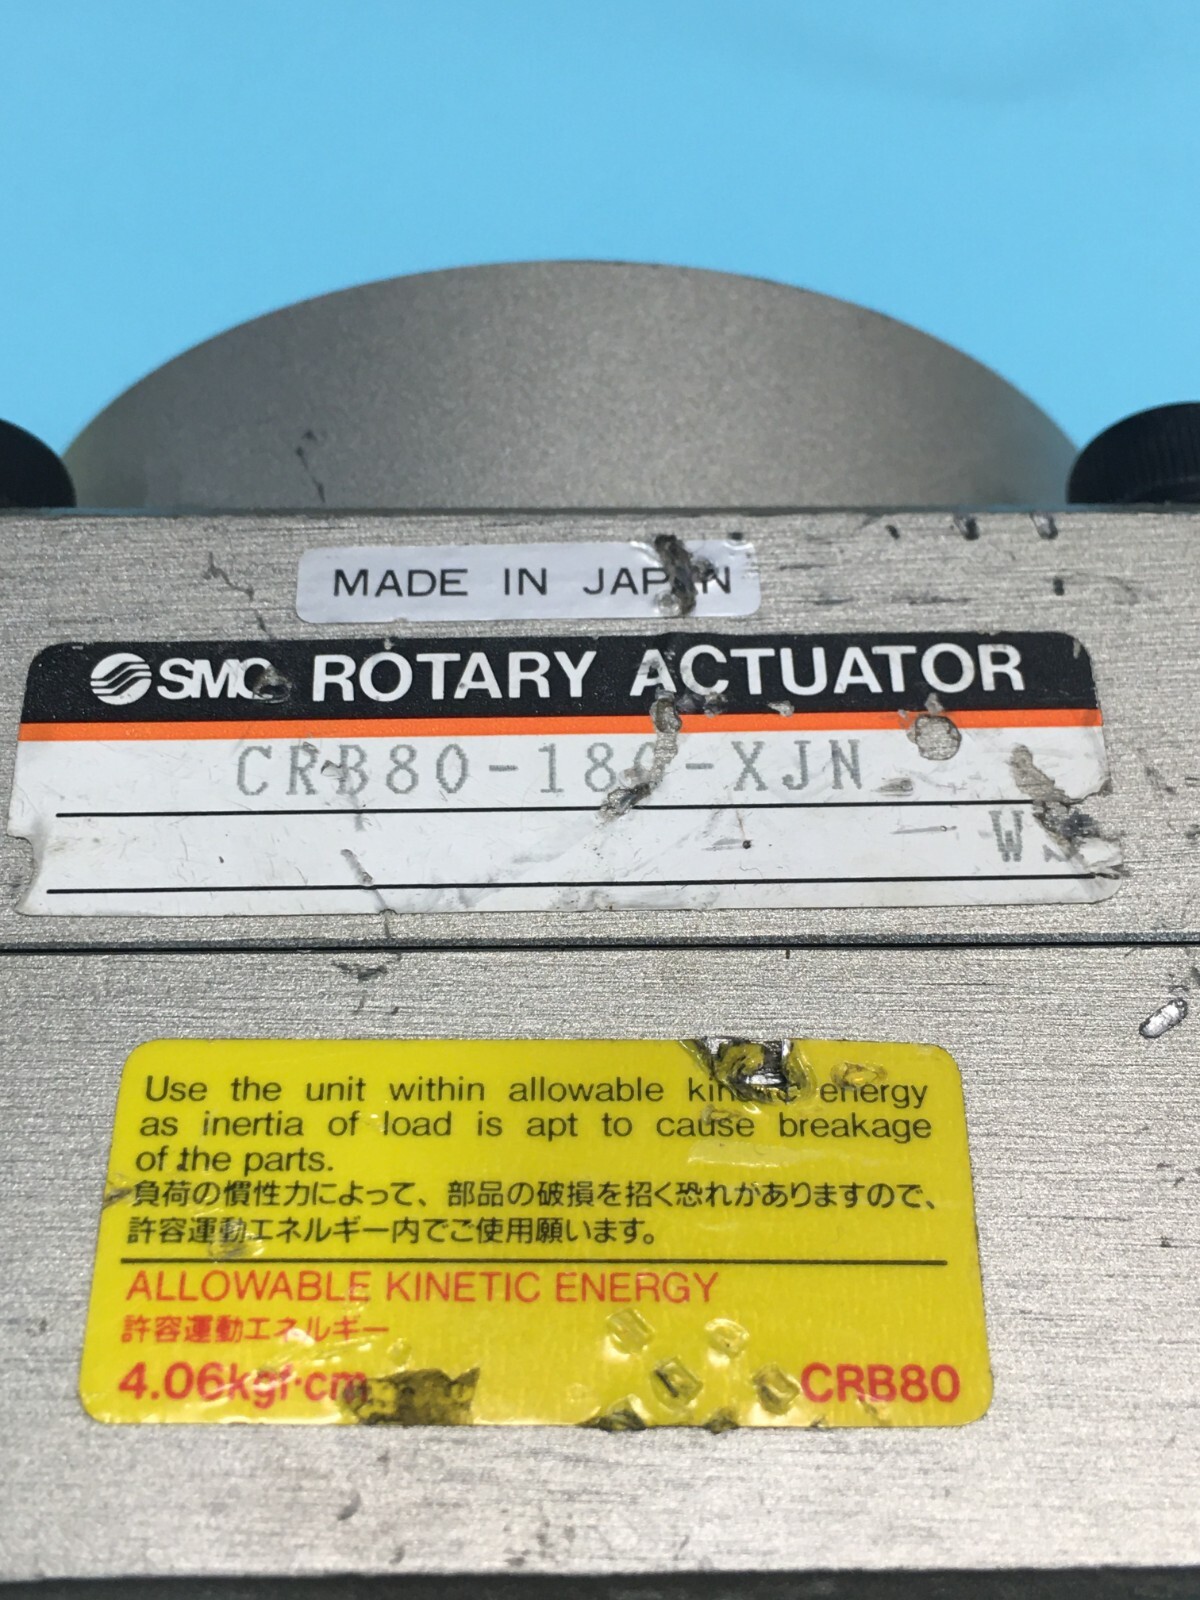 MADE IN JAPAN
SMC ROTARY ACTUATOR
CRB80-180-XJN
W
Use the unit within allowable kinetic energy
as inertia of load is apt to cause breakage
of the parts.
負荷の慣性力によって、部品の破損を招く恐れがありますので、
許容運動エネルギー内でご使用願います。
ALLOWABLE KINETIC ENERGY
許容運動エネルギー
4.06kgf·cm CRB80